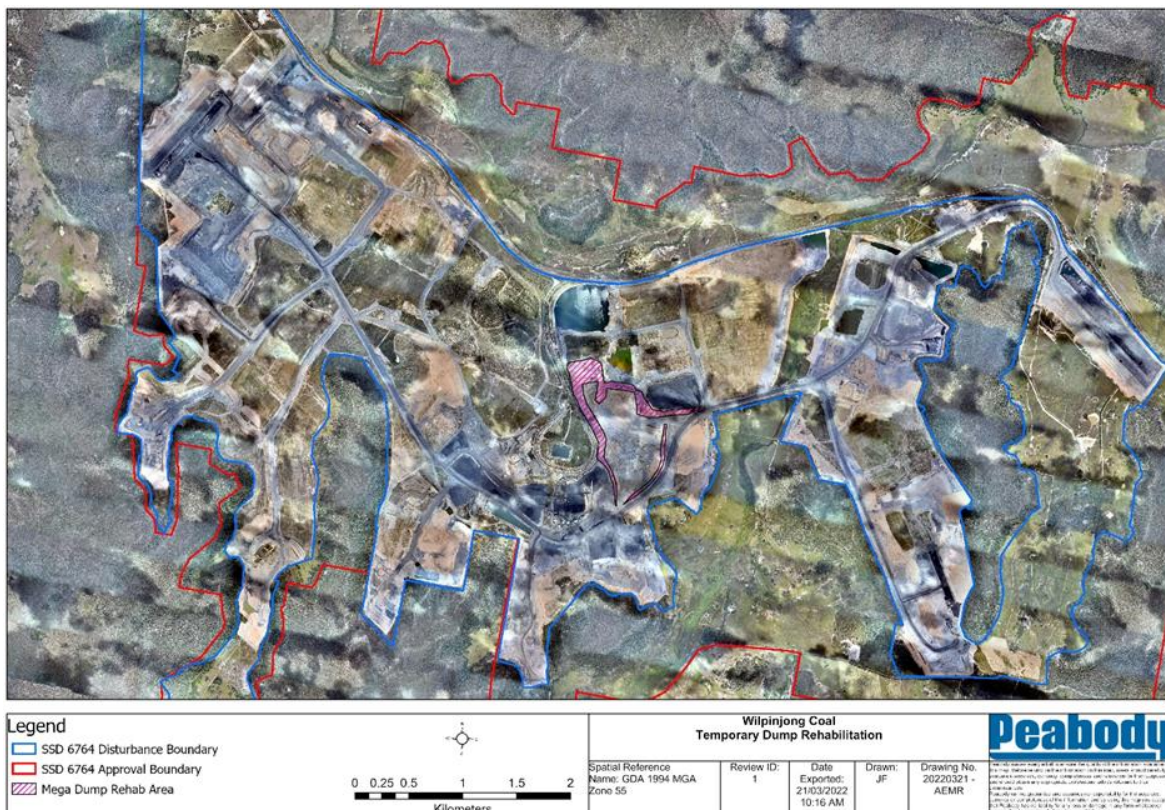 Legend
SSD 6764 Disturbance Boundary
SSD 6764 Approval Boundary
Mega Dump Rehab Area
N
0 0.25 0.5 1 1.5 2
Kilometers
Wilpinjong Coal
Temporary Dump Rehabilitation
Spatial Reference
Name: GDA 1994 MGA
Zone 55
Review ID:
1
Date
Exported:
21/03/2022
10:16 AM
Drawn:
JF
Drawing No.
20220321 -
AEMR
Peabody